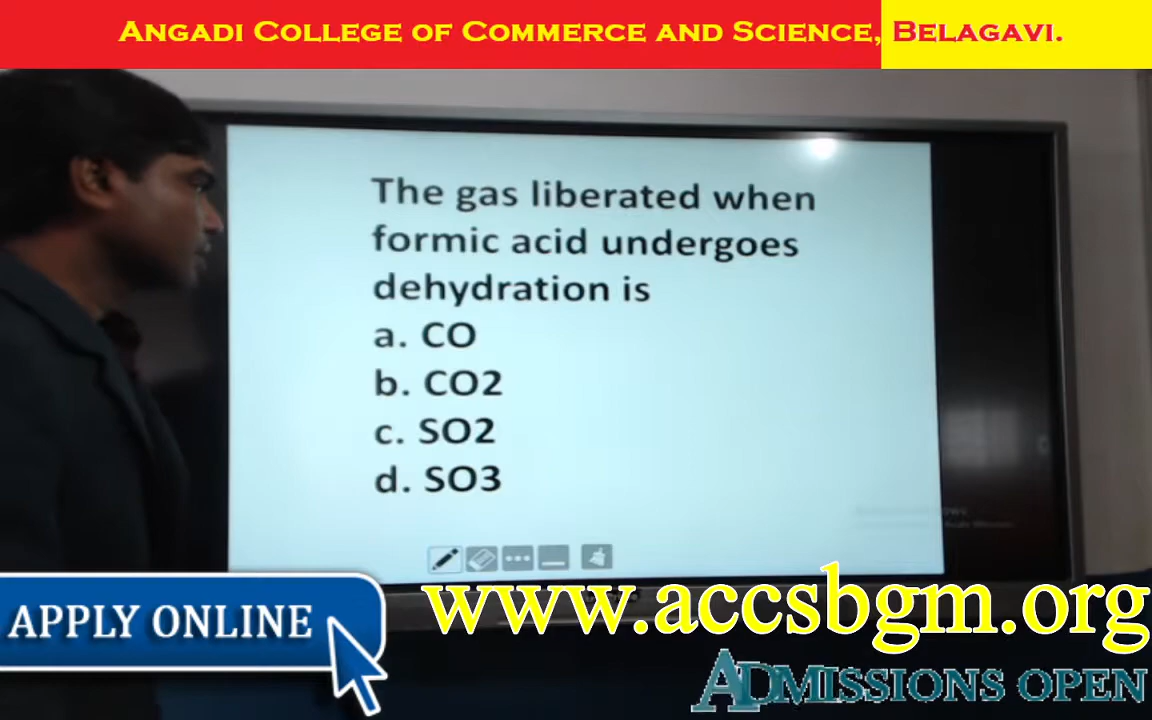 ANGADI COLLEGE OF COMMERCE AND SCIENCE, BELAGAVI.
The gas liberated when
formic acid undergoes
dehydration is
a. CO
b. CO2
c. SO2
d. SO3
APPLY ONLINE
www.accsbgm.org
ADMISSIONS OPEN